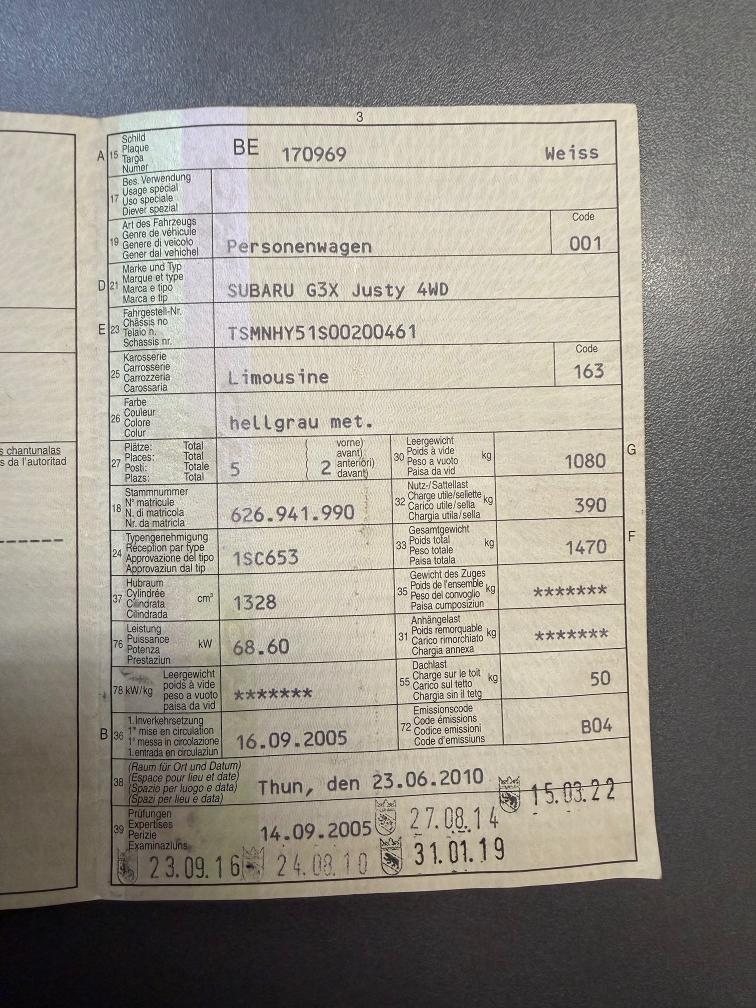 3
A 15 Schild
Plaque
Targa
Numer
BE 170969 Weiss
17 Bes. Verwendung
Usage spécial
Uso speciale
Diever spezial
19 Art des Fahrzeugs
Genre de véhicule
Genere di veicolo
Gener dal vehichel
Personenwagen
Code
001
D 21 Marke und Typ
Marque et type
Marca e tipo
Marca e tip
SUBARU G3X Justy 4WD
E 23 Fahrgestell-Nr.
Châssis no
Telaio n.
Schassis nr.
TSMNHY51S00200461
25 Karosserie
Carrosserie
Carrozzeria
Carossaria
Limousine
Code
163
26 Farbe
Couleur
Colore
Colur
hellgrau met.
27 Plätze: Total
Places: Total
Posti: Totale
Plazs: Total
5
( vorne)
( avant)
( 2 anteriori)
( davant)
G
30 Leergewicht
Poids à vide
Peso a vuoto
Paisa da vid
kg
1080
s chantunalas
s da l'autoritad
18 Stammnummer
N° matricule
N. di matricola
Nr. da matricla
626.941.990
32 Nutz-/Sattellast
Charge utile/sellette
Carico utile/sella
Chargia utila/sella
kg
390
24 Typengenehmigung
Réception par type
Approvazione del tipo
Approvaziun dal tip
1SC653
F
33 Gesamtgewicht
Poids total
Peso totale
Paisa totala
kg
1470
37 Hubraum
Cylindrée
Cilindrata
Cilindrada
cm³
1328
35 Gewicht des Zuges
Poids de l'ensemble
Peso del convoglio
Paisa cumposiziun
kg
*******
76 Leistung
Puissance
Potenza
Prestaziun
kW
68.60
31 Anhängelast
Poids remorquable
Carico rimorchiato
Chargia annexa
kg
*******
78 kW/kg Leergewicht
poids à vide
peso a vuoto
paisa da vid
*******
55 Dachlast
Charge sur le toit
Carico sul tetto
Chargia sin il tetg
kg
50
B 36 1. Inverkehrsetzung
1re mise en circulation
1a messa in circolazione
1. entrada en circulaziun
16.09.2005
72 Emissionscode
Code émissions
Codice emissioni
Code d'emissiuns
B04
38 (Raum für Ort und Datum)
(Espace pour lieu et date)
(Spazio per luogo e data)
(Spazi per lieu e data)
Thun, den 23.06.2010
15.03.22
39 Prüfungen
Expertises
Perizie
Examinaziuns
14.09.2005 27.08.14
23.09.16 24.08.10 31.01.19